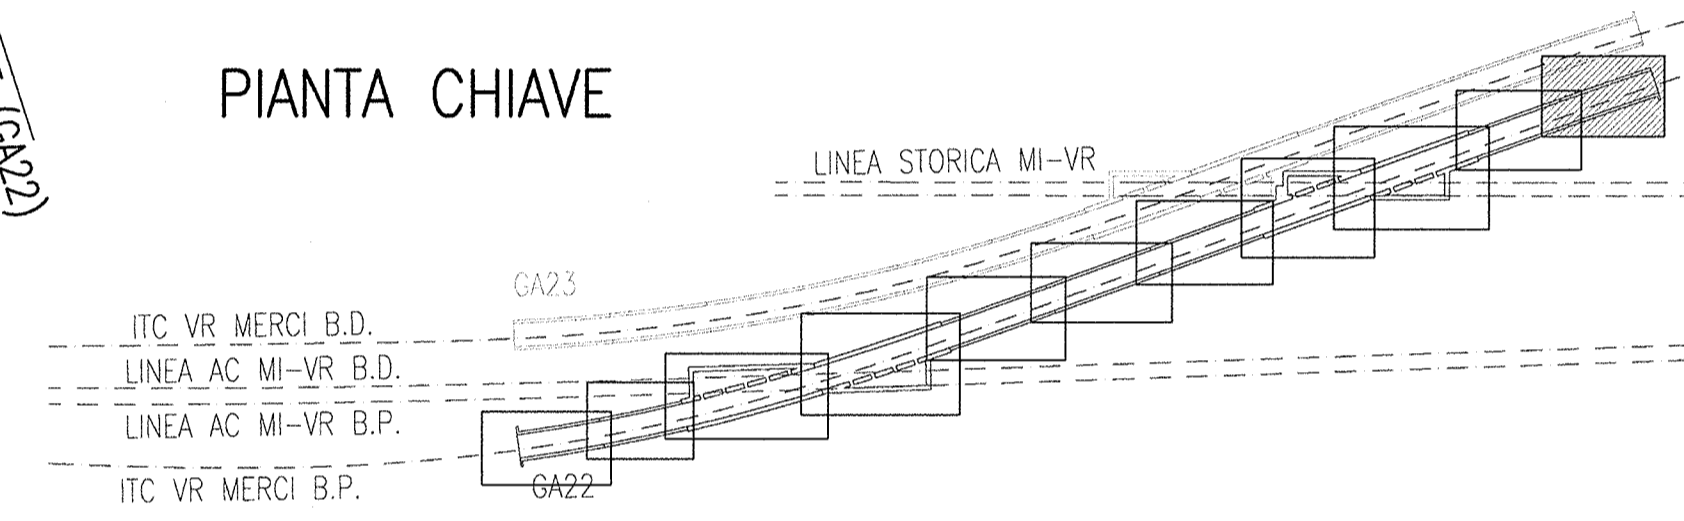 (GA22)
PIANTA CHIAVE
LINEA STORICA MI-VR
GA23
ITC VR MERCI B.D.
LINEA AC MI-VR B.D.
LINEA AC MI-VR B.P.
ITC VR MERCI B.P.
GA22